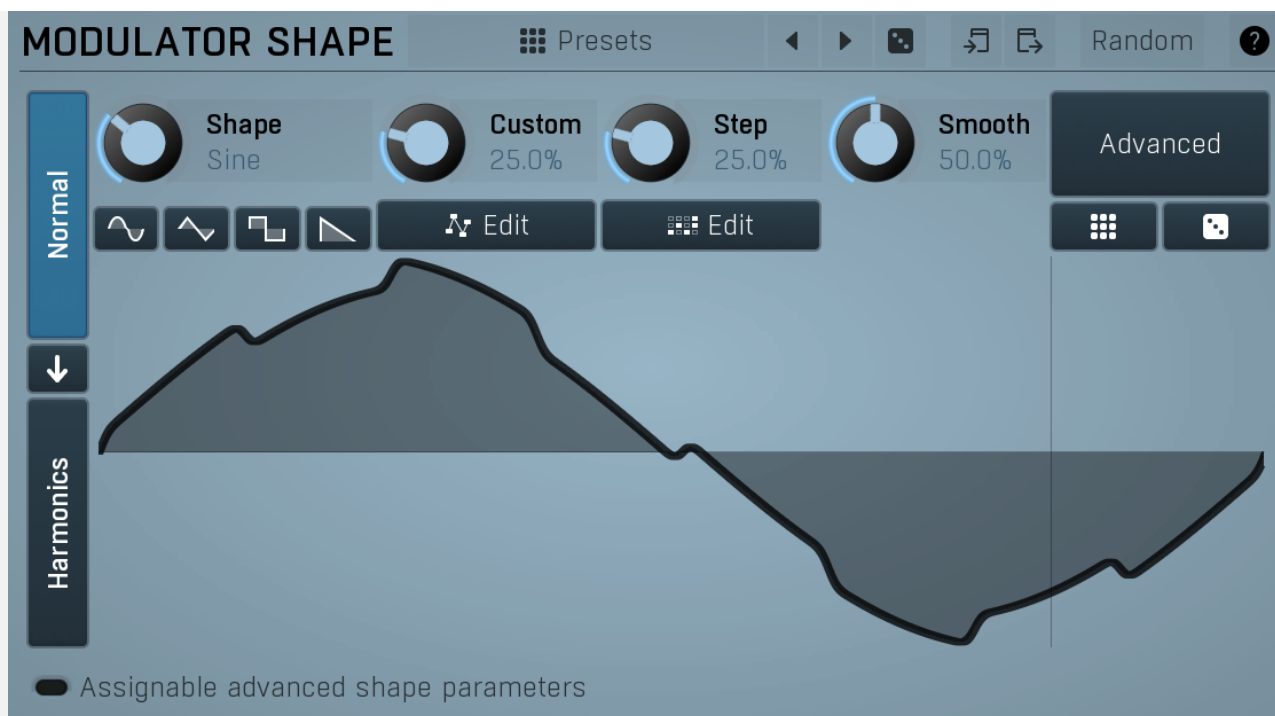 MODULATOR SHAPE Presets Random ?
Normal
Shape
Sine
Custom
25.0%
Step
25.0%
Smooth
50.0%
Advanced
Edit
Edit
Harmonics
Assignable advanced shape parameters